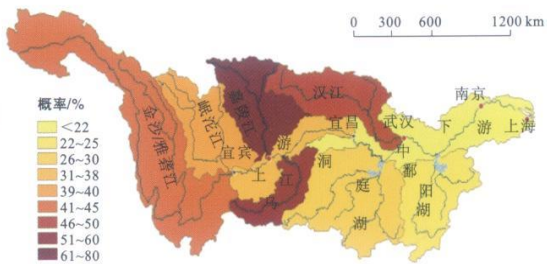 0 300 600 1200 km
概率/%
<22
22~25
26~30
31~38
39~40
41~45
46~50
51~60
61~80
金沙江雅砻江
岷沱江
嘉陵江
汉江
宜宾
宜昌
武汉
南京
上海
上游
中
下游
乌江
洞庭湖
鄱阳湖